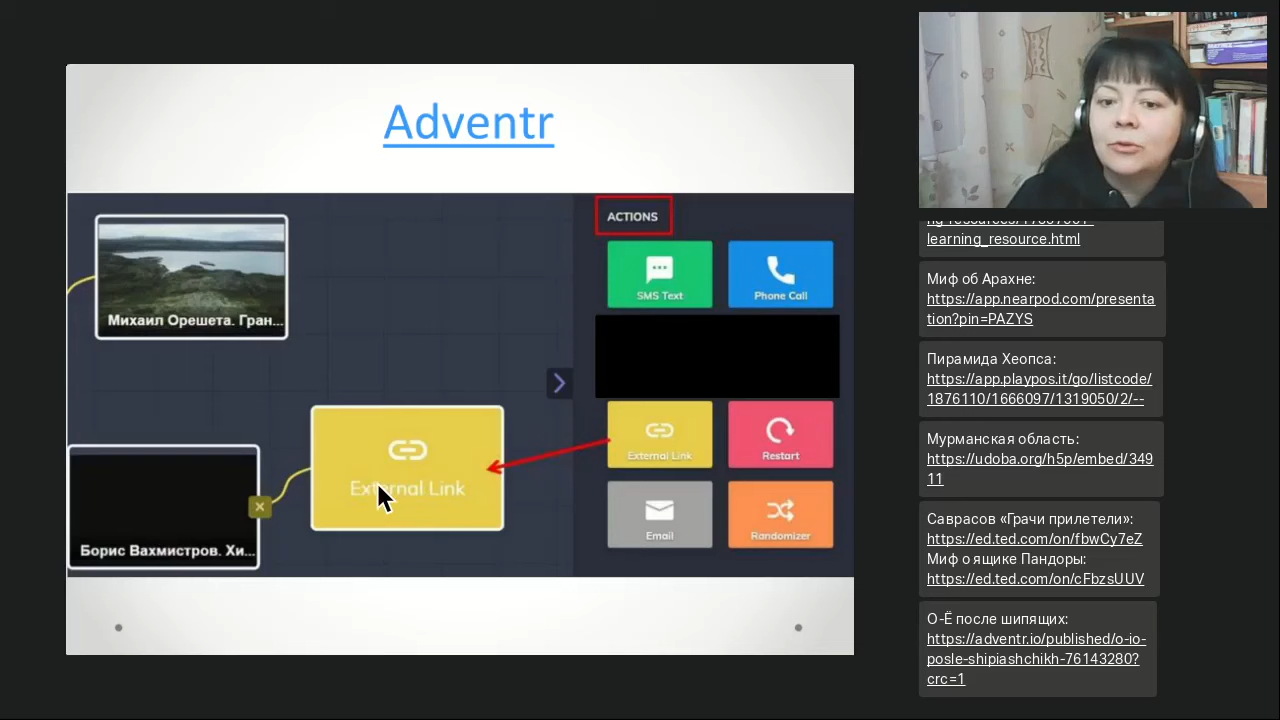 Adventr
ACTIONS
SMS Text
Phone Call
Михаил Орешета. Гран...
External Link
Restart
External Link
Email
Randomizer
Борис Вахмистров. Хи...
learning_resource.html
Миф об Арахне:
https://app.nearpod.com/presenta
tion?pin=PAZYS
Пирамида Хеопса:
https://app.playpos.it/go/listcode/
1876110/1666097/1319050/2/--
Мурманская область:
https://udoba.org/h5p/embed/349
11
Саврасов «Грачи прилетели»:
https://ed.ted.com/on/fbwCy7eZ
Миф о ящике Пандоры:
https://ed.ted.com/on/cFbzsUUV
О-Ё после шипящих:
https://adventr.io/published/o-io-
posle-shipiashchikh-76143280?
crc=1